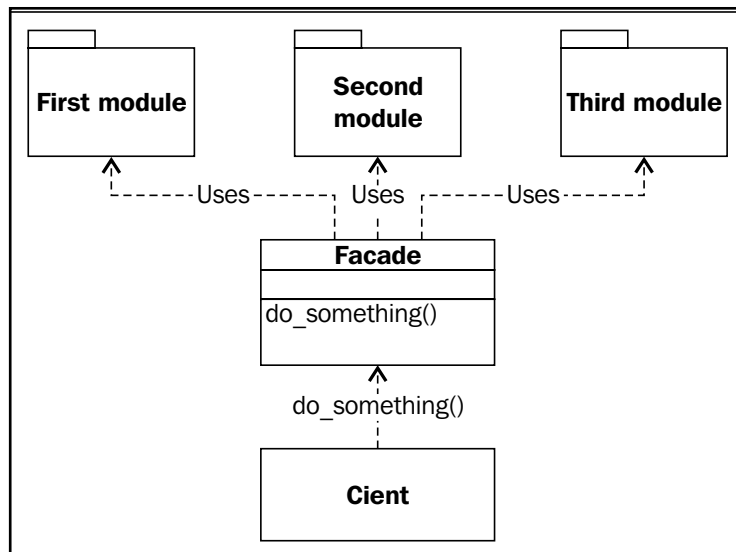 First module
Second
module
Third module
Uses
Uses
Uses
Facade
do_something()
do_something()
Cient